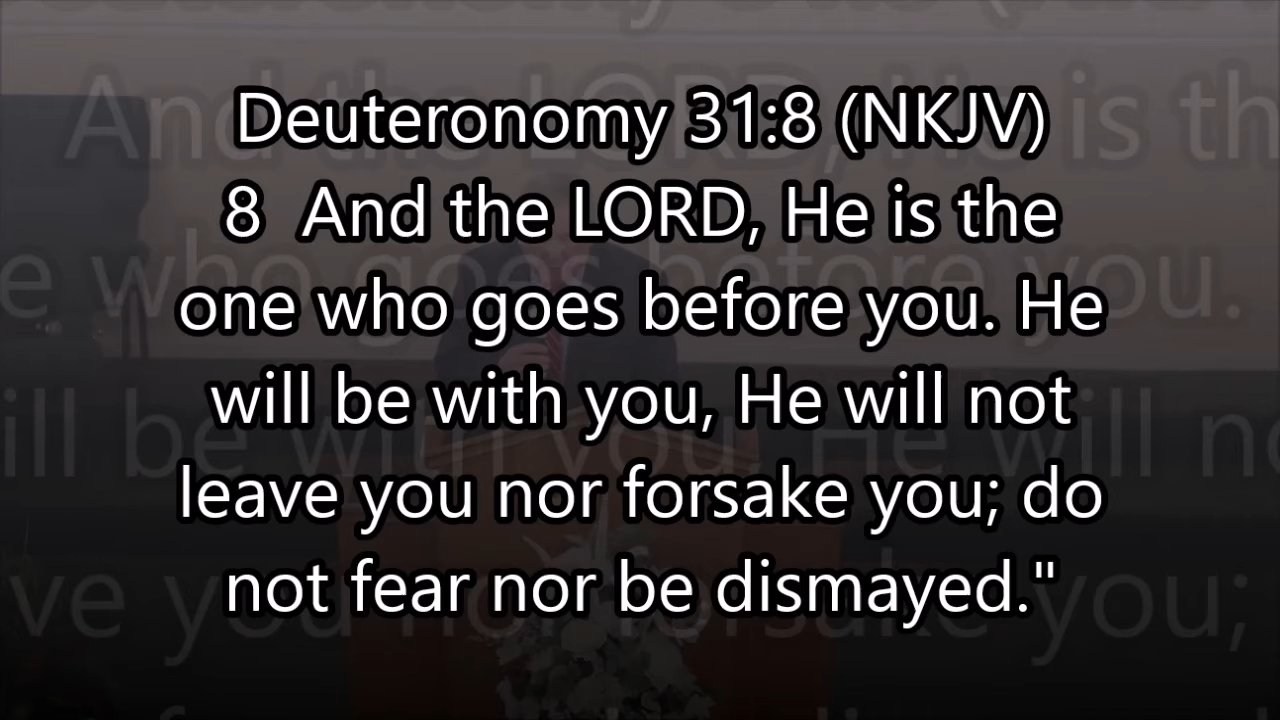 Deuteronomy 31:8 (NKJV)
8  And the LORD, He is the
one who goes before you. He
will be with you, He will not
leave you nor forsake you; do
not fear nor be dismayed."